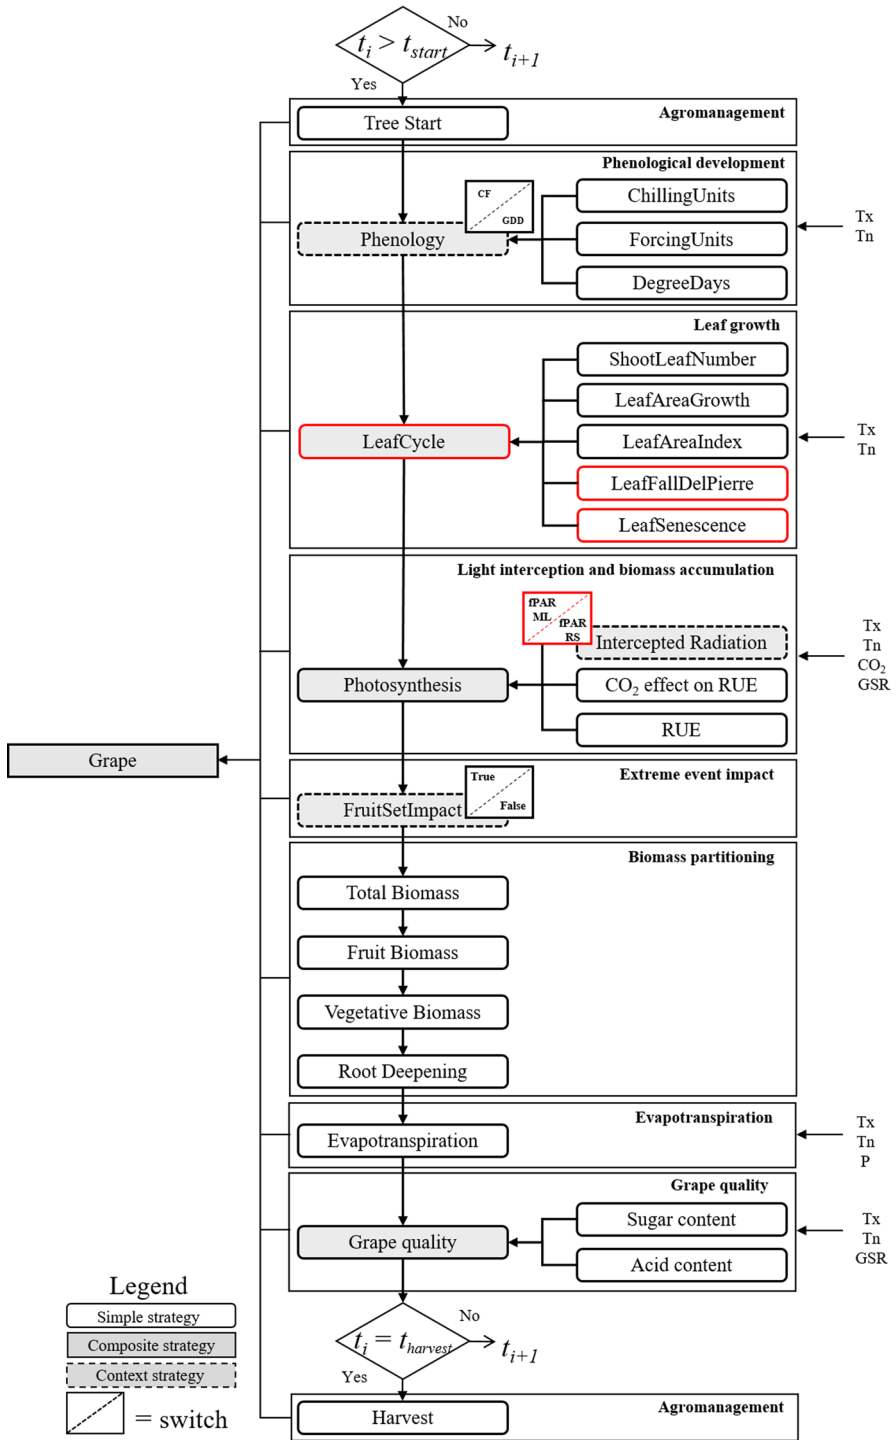 t_i > t_start
No
t_i+1
Yes
Agromanagement
Tree Start
Phenological development
CF
GDD
ChillingUnits
Phenology
ForcingUnits
DegreeDays
Tx
Tn
Leaf growth
ShootLeafNumber
LeafAreaGrowth
LeafCycle
LeafAreaIndex
LeafFallDelPierre
LeafSenescence
Tx
Tn
Light interception and biomass accumulation
fPAR
ML
fPAR
RS
Intercepted Radiation
Photosynthesis
CO₂ effect on RUE
RUE
Tx
Tn
CO₂
GSR
Grape
Extreme event impact
True
False
FruitSetImpact
Biomass partitioning
Total Biomass
Fruit Biomass
Vegetative Biomass
Root Deepening
Evapotranspiration
Evapotranspiration
Tx
Tn
P
Grape quality
Sugar content
Grape quality
Acid content
Tx
Tn
GSR
Legend
Simple strategy
Composite strategy
Context strategy
= switch
t_i = t_harvest
No
t_i+1
Yes
Agromanagement
Harvest